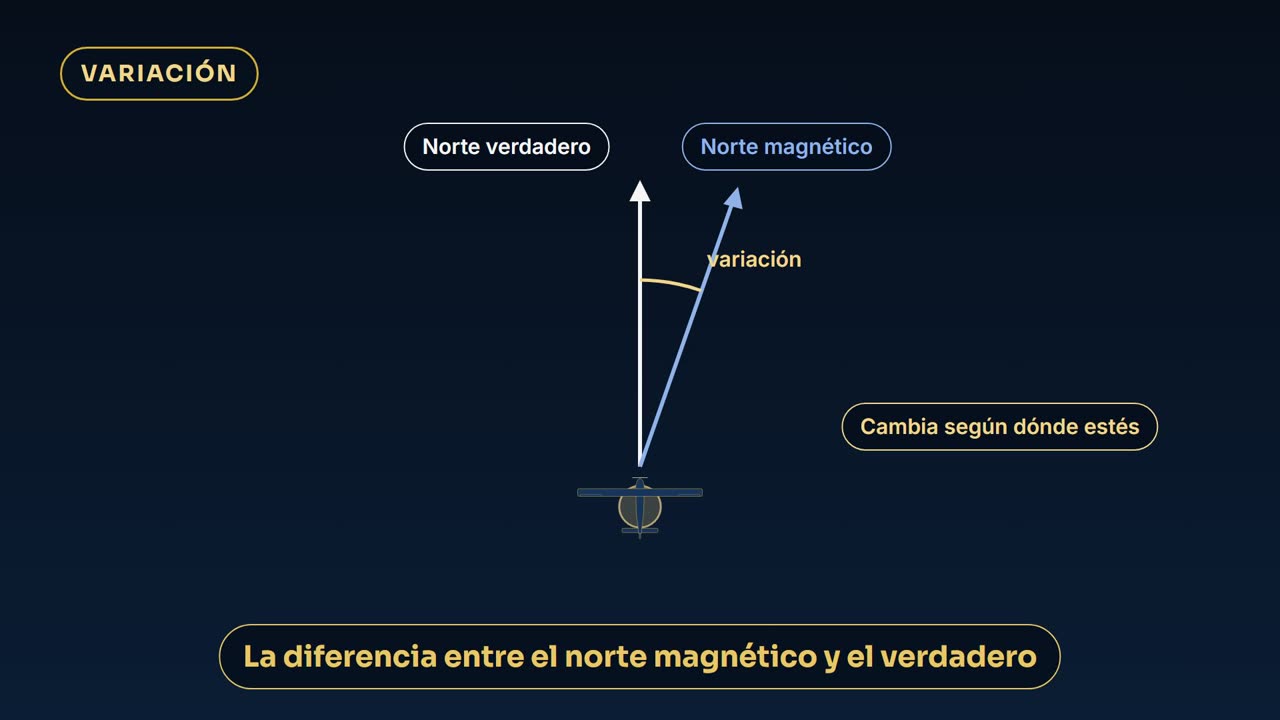 VARIACIÓN
Norte verdadero
Norte magnético
variación
Cambia según dónde estés
La diferencia entre el norte magnético y el verdadero